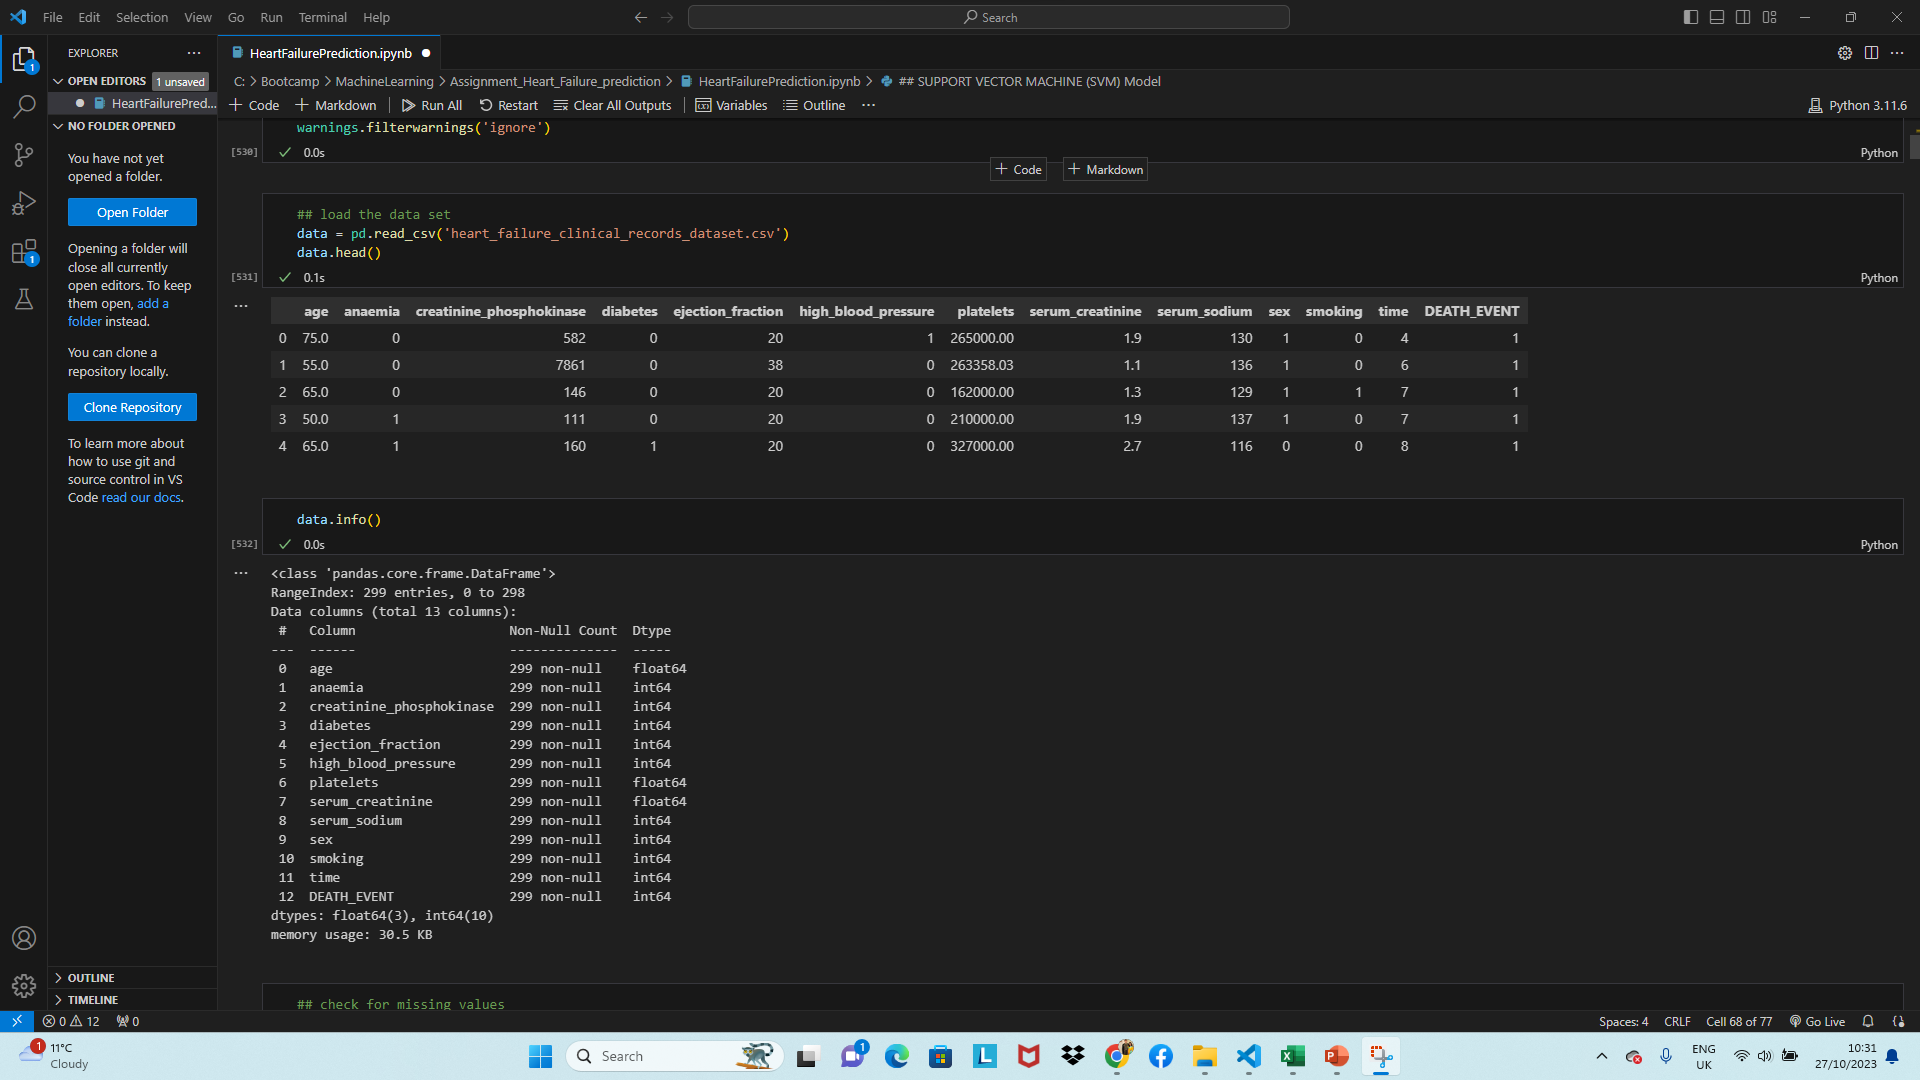 File Edit Selection View Go Run Terminal Help
Search
EXPLORER
HeartFailurePrediction.ipynb
OPEN EDITORS 1 unsaved
HeartFailurePred...
NO FOLDER OPENED
You have not yet
opened a folder.
Open Folder
Opening a folder will
close all currently
open editors. To keep
them open, add a
folder instead.
You can clone a
repository locally.
Clone Repository
To learn more about
how to use git and
source control in VS
Code read our docs.
OUTLINE
TIMELINE
1
1
C: > Bootcamp > MachineLearning > Assignment_Heart_Failure_prediction > HeartFailurePrediction.ipynb > ## SUPPORT VECTOR MACHINE (SVM) Model
+ Code + Markdown Run All Restart Clear All Outputs Variables Outline ...
Python 3.11.6
warnings.filterwarnings('ignore')
[530] 0.0s Python
+ Code + Markdown
## load the data set
data = pd.read_csv('heart_failure_clinical_records_dataset.csv')
data.head()
[531] 0.1s Python
age anaemia creatinine_phosphokinase diabetes ejection_fraction high_blood_pressure platelets serum_creatinine serum_sodium sex smoking time DEATH_EVENT
0 75.0 0 582 0 20 1 265000.00 1.9 130 1 0 4 1
1 55.0 0 7861 0 38 0 263358.03 1.1 136 1 0 6 1
2 65.0 0 146 0 20 0 162000.00 1.3 129 1 1 7 1
3 50.0 1 111 0 20 0 210000.00 1.9 137 1 0 7 1
4 65.0 1 160 1 20 0 327000.00 2.7 116 0 0 8 1
data.info()
[532] 0.0s Python
<class 'pandas.core.frame.DataFrame'>
RangeIndex: 299 entries, 0 to 298
Data columns (total 13 columns):
# Column Non-Null Count Dtype
--- ------ -------------- -----
0 age 299 non-null float64
1 anaemia 299 non-null int64
2 creatinine_phosphokinase 299 non-null int64
3 diabetes 299 non-null int64
4 ejection_fraction 299 non-null int64
5 high_blood_pressure 299 non-null int64
6 platelets 299 non-null float64
7 serum_creatinine 299 non-null float64
8 serum_sodium 299 non-null int64
9 sex 299 non-null int64
10 smoking 299 non-null int64
11 time 299 non-null int64
12 DEATH_EVENT 299 non-null int64
dtypes: float64(3), int64(10)
memory usage: 30.5 KB
## check for missing values
0 12 0
Spaces: 4 CRLF Cell 68 of 77 Go Live
1
11°C
Cloudy
Search
1
L
ENG
UK
10:31
27/10/2023